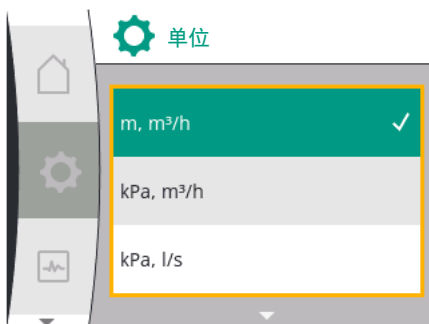 单位
m, m³/h
kPa, m³/h
kPa, l/s